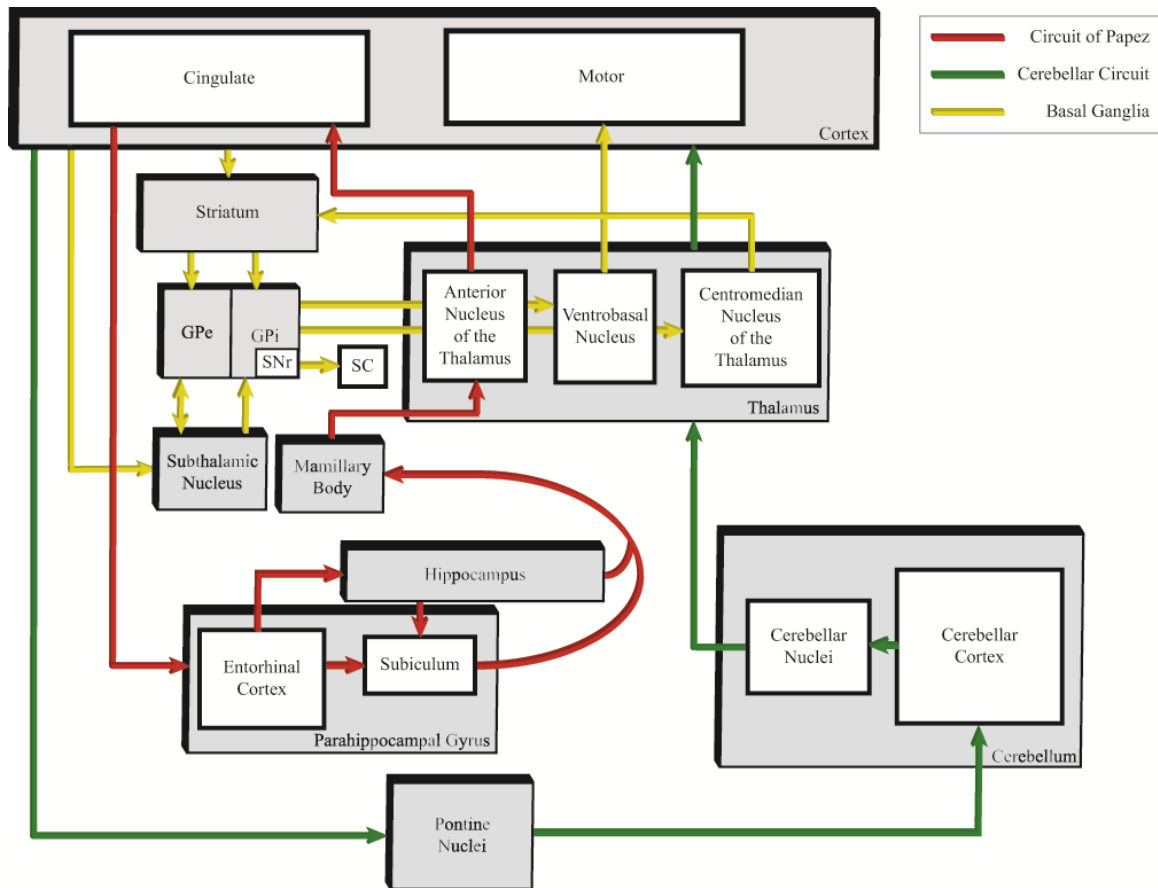 Cingulate
Motor
Cortex
Circuit of Papez
Cerebellar Circuit
Basal Ganglia
Striatum
GPe
GPi
SNr
SC
Anterior
Nucleus
of the
Thalamus
Ventrobasal
Nucleus
Centromedian
Nucleus
of the
Thalamus
Thalamus
Subthalamic
Nucleus
Mamillary
Body
Hippocampus
Entorhinal
Cortex
Subiculum
Parahippocampal Gyrus
Cerebellar
Nuclei
Cerebellar
Cortex
Cerebellum
Pontine
Nuclei